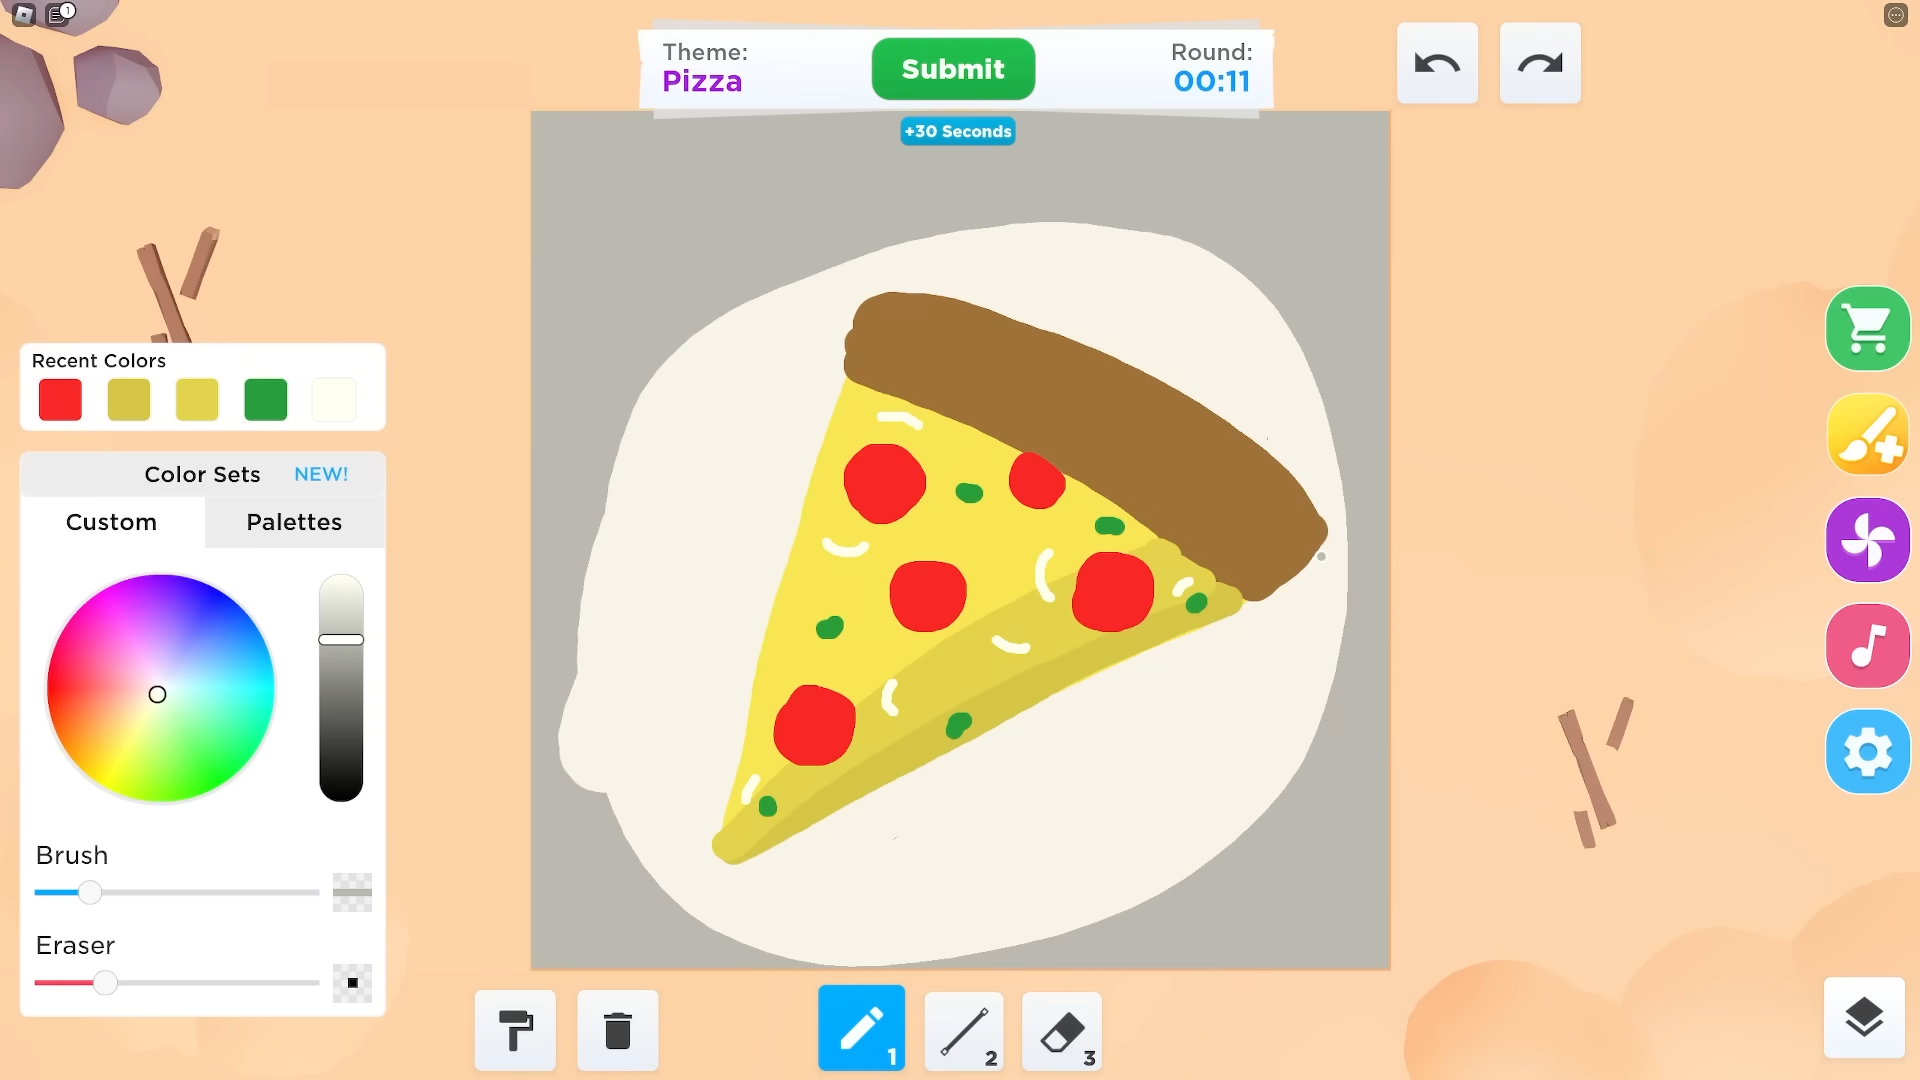 1
Theme:
Pizza
Submit
Round:
00:11
+30 Seconds
Recent Colors
Color Sets NEW!
Custom
Palettes
Brush
Eraser
1
2
3